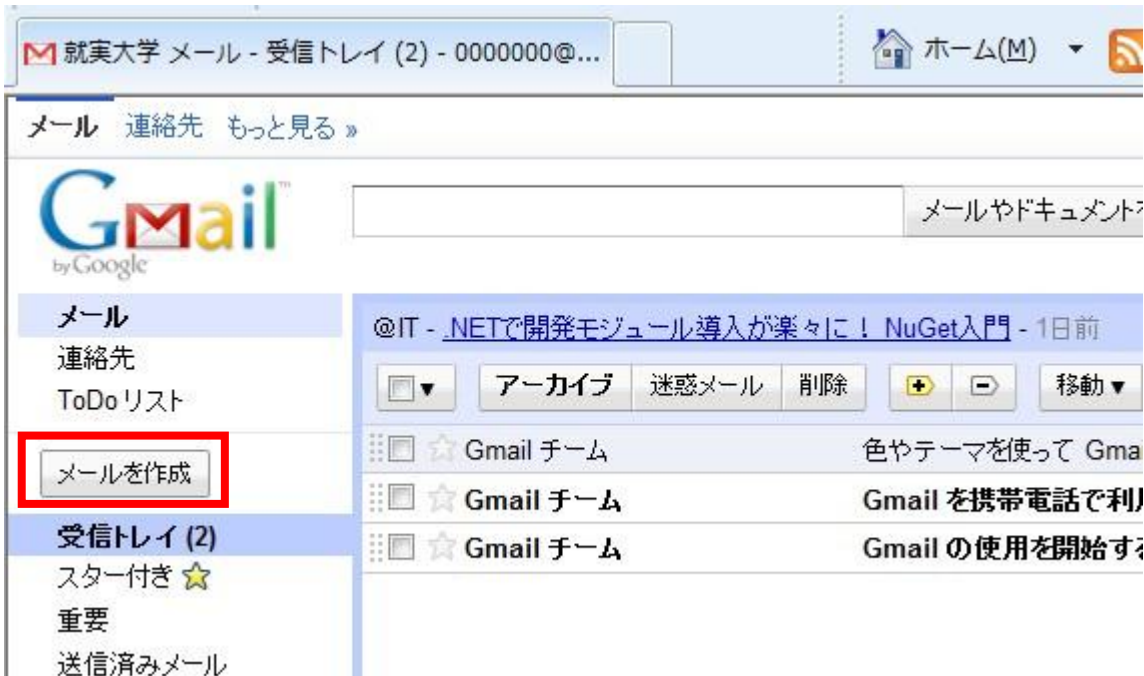 就実大学 メール - 受信トレイ (2) - 0000000@...
ホーム(M)
メール 連絡先 もっと見る »
Gmail™
by Google
メールやドキュメント
メール
連絡先
ToDo リスト
メールを作成
受信トレイ (2)
スター付き
重要
送信済みメール
@IT - .NETで開発モジュール導入が楽々に! NuGet入門 - 1日前
アーカイブ 迷惑メール 削除 移動▼
Gmail チーム 色やテーマを使って Gmai
Gmail チーム Gmail を携帯電話で利用
Gmail チーム Gmail の使用を開始する